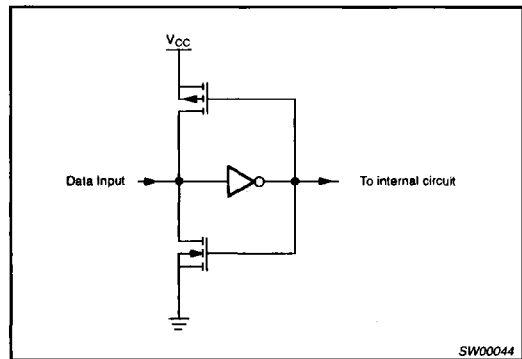 VCC
Data Input
To internal circuit
SW00044